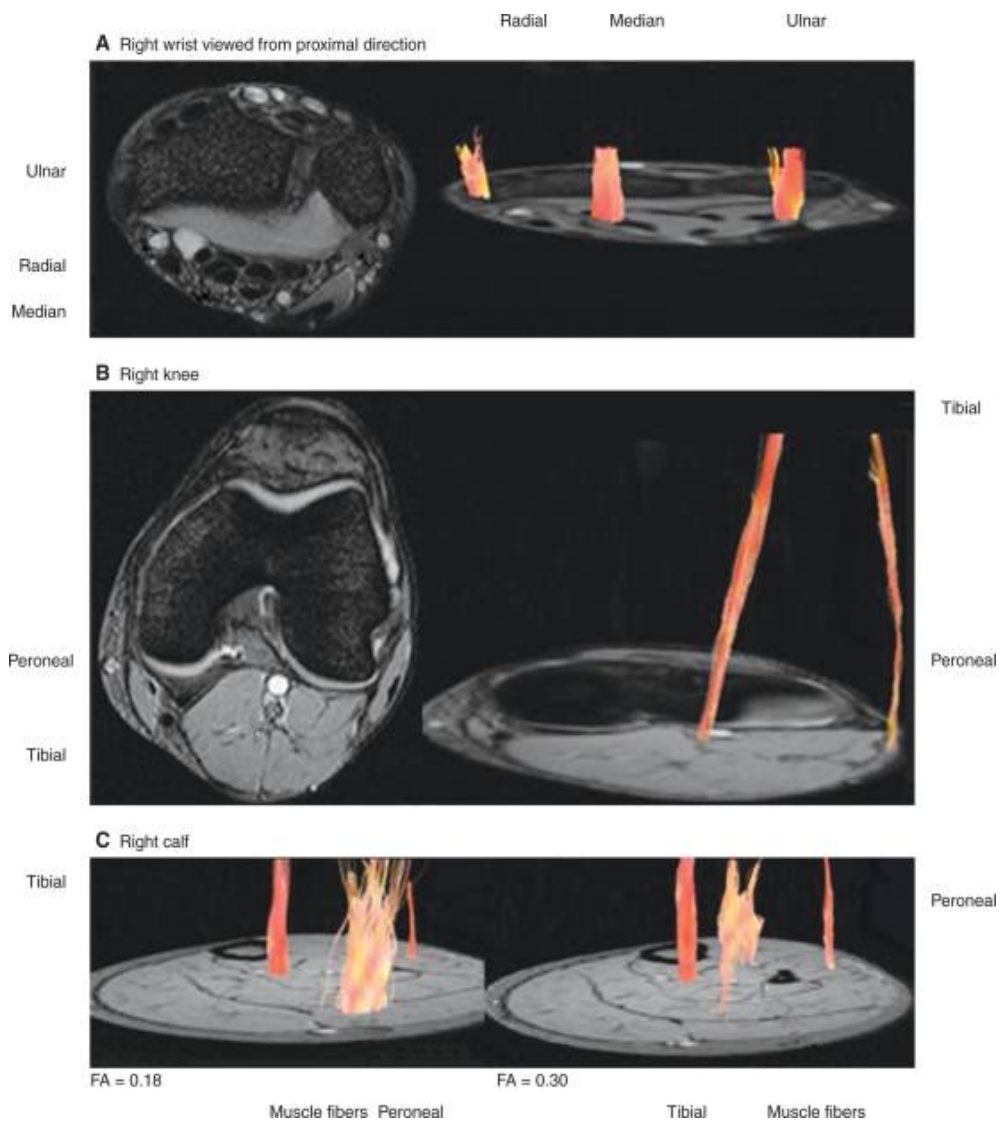 Radial Median Ulnar
A Right wrist viewed from proximal direction
Ulnar
Radial
Median
B Right knee
Tibial
Peroneal Peroneal
Tibial
C Right calf
Tibial
Peroneal
FA = 0.18 FA = 0.30
Muscle fibers Peroneal Tibial Muscle fibers